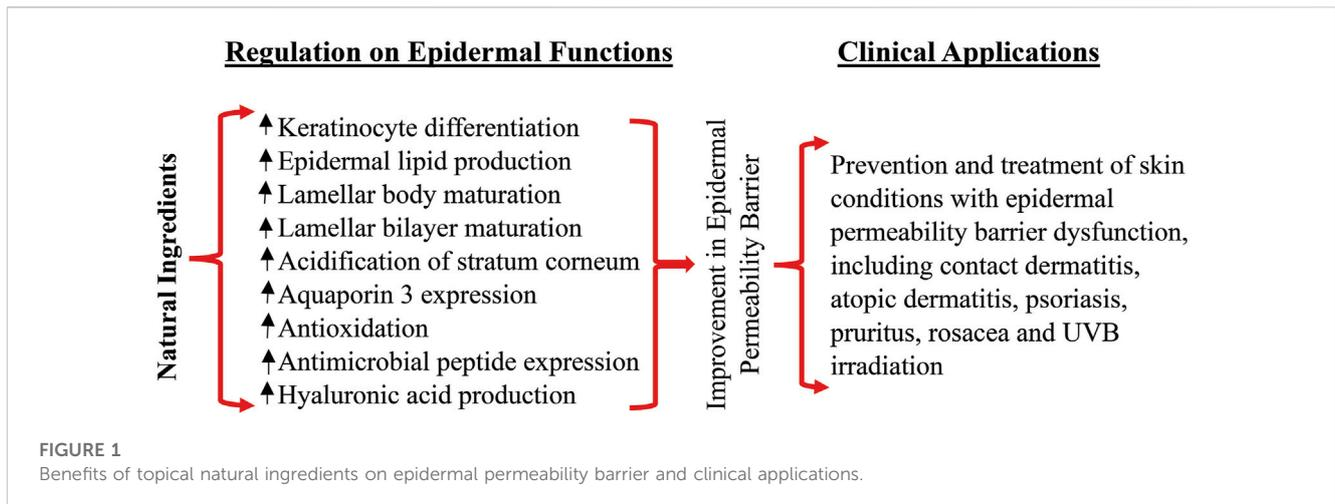 Regulation on Epidermal Functions
Clinical Applications
Natural Ingredients
Keratinocyte differentiation
Epidermal lipid production
Lamellar body maturation
Lamellar bilayer maturation
Acidification of stratum corneum
Aquaporin 3 expression
Antioxidation
Antimicrobial peptide expression
Hyaluronic acid production
Improvement in Epidermal
Permeability Barrier
Prevention and treatment of skin
conditions with epidermal
permeability barrier dysfunction,
including contact dermatitis,
atopic dermatitis, psoriasis,
pruritus, rosacea and UVB
irradiation
FIGURE 1
Benefits of topical natural ingredients on epidermal permeability barrier and clinical applications.